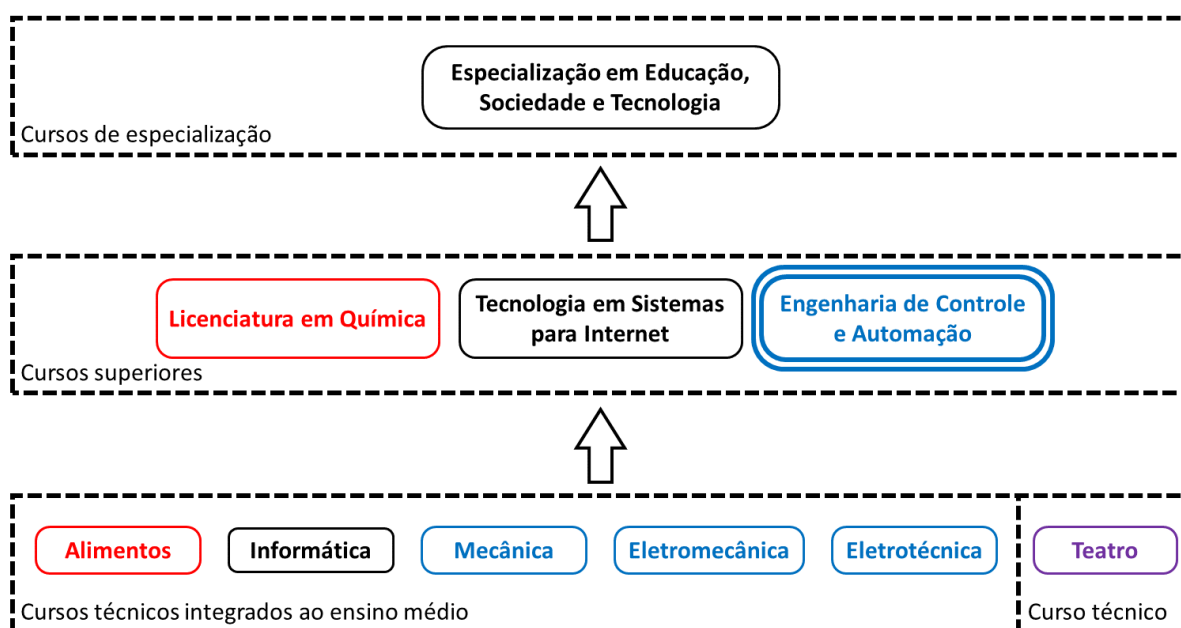 Especialização em Educação,
Sociedade e Tecnologia
Cursos de especialização
Licenciatura em Química
Tecnologia em Sistemas
para Internet
Engenharia de Controle
e Automação
Cursos superiores
Alimentos
Informática
Mecânica
Eletromecânica
Eletrotécnica
Teatro
Cursos técnicos integrados ao ensino médio
Curso técnico